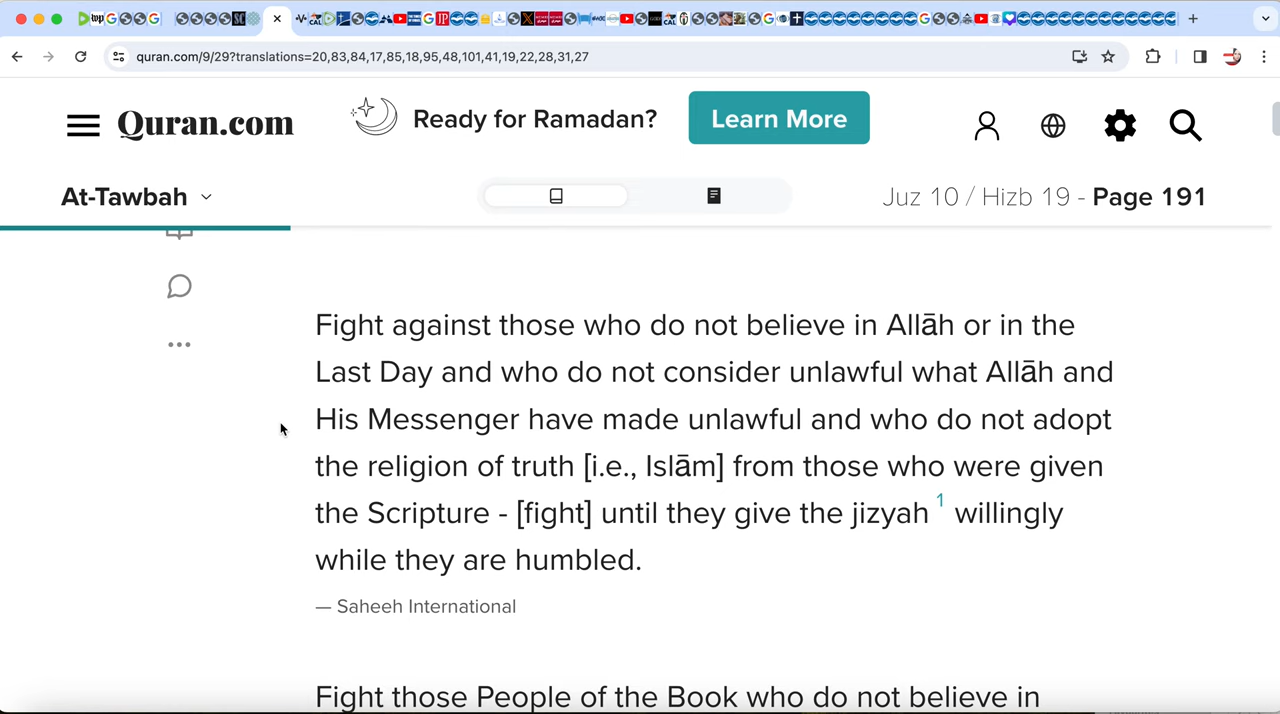 quran.com/9/29?translations=20,83,84,17,85,18,95,48,101,41,19,22,28,31,27
Quran.com
Ready for Ramadan?
Learn More
At-Tawbah
Juz 10 / Hizb 19 - Page 191
Fight against those who do not believe in Allāh or in the
Last Day and who do not consider unlawful what Allāh and
His Messenger have made unlawful and who do not adopt
the religion of truth [i.e., Islām] from those who were given
the Scripture - [fight] until they give the jizyah 1 willingly
while they are humbled.
— Saheeh International
Fight those People of the Book who do not believe in